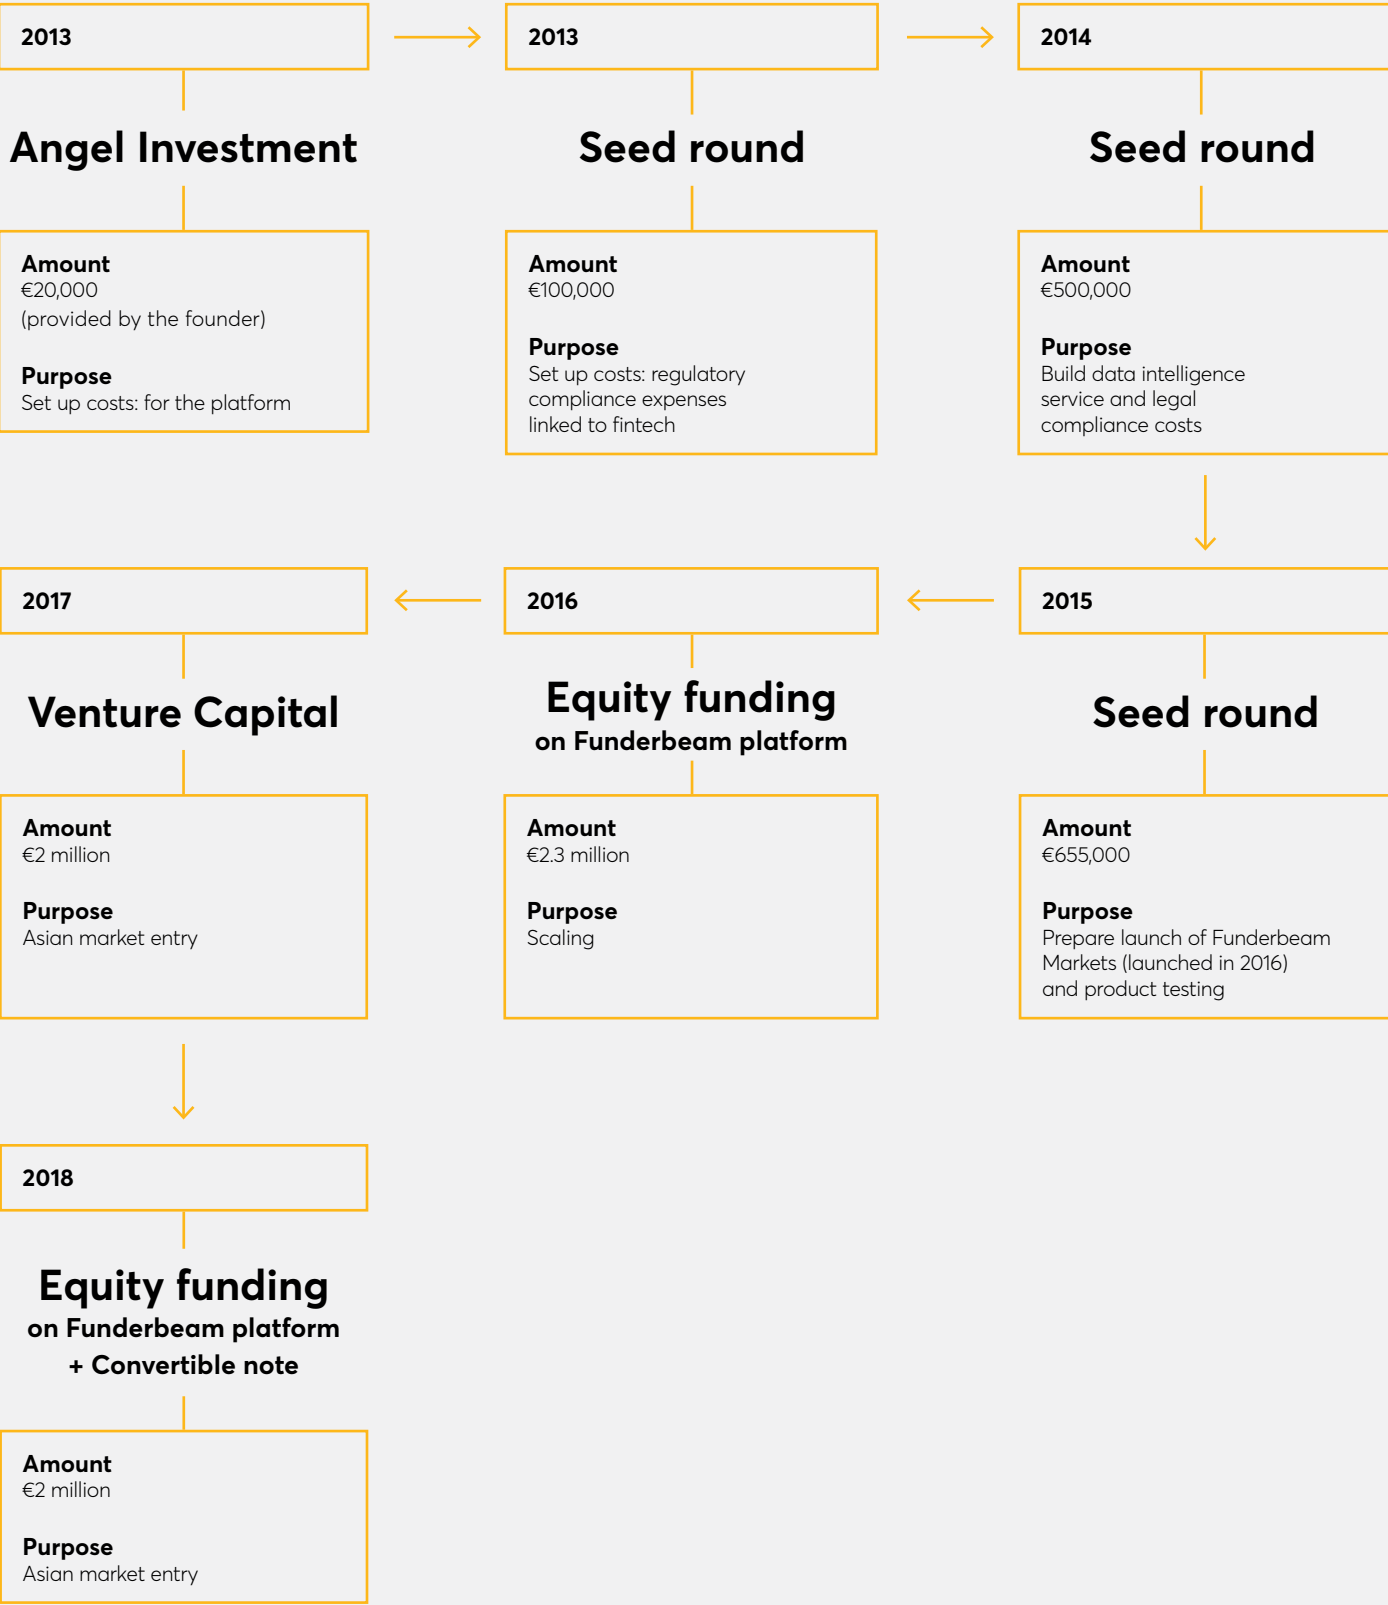 2013
Angel Investment
Amount
€20,000
(provided by the founder)
Purpose
Set up costs: for the platform
2013
Seed round
Amount
€100,000
Purpose
Set up costs: regulatory
compliance expenses
linked to fintech
2014
Seed round
Amount
€500,000
Purpose
Build data intelligence
service and legal
compliance costs
2015
Seed round
Amount
€655,000
Purpose
Prepare launch of Funderbeam
Markets (launched in 2016)
and product testing
2016
Equity funding
on Funderbeam platform
Amount
€2.3 million
Purpose
Scaling
2017
Venture Capital
Amount
€2 million
Purpose
Asian market entry
2018
Equity funding
on Funderbeam platform
+ Convertible note
Amount
€2 million
Purpose
Asian market entry